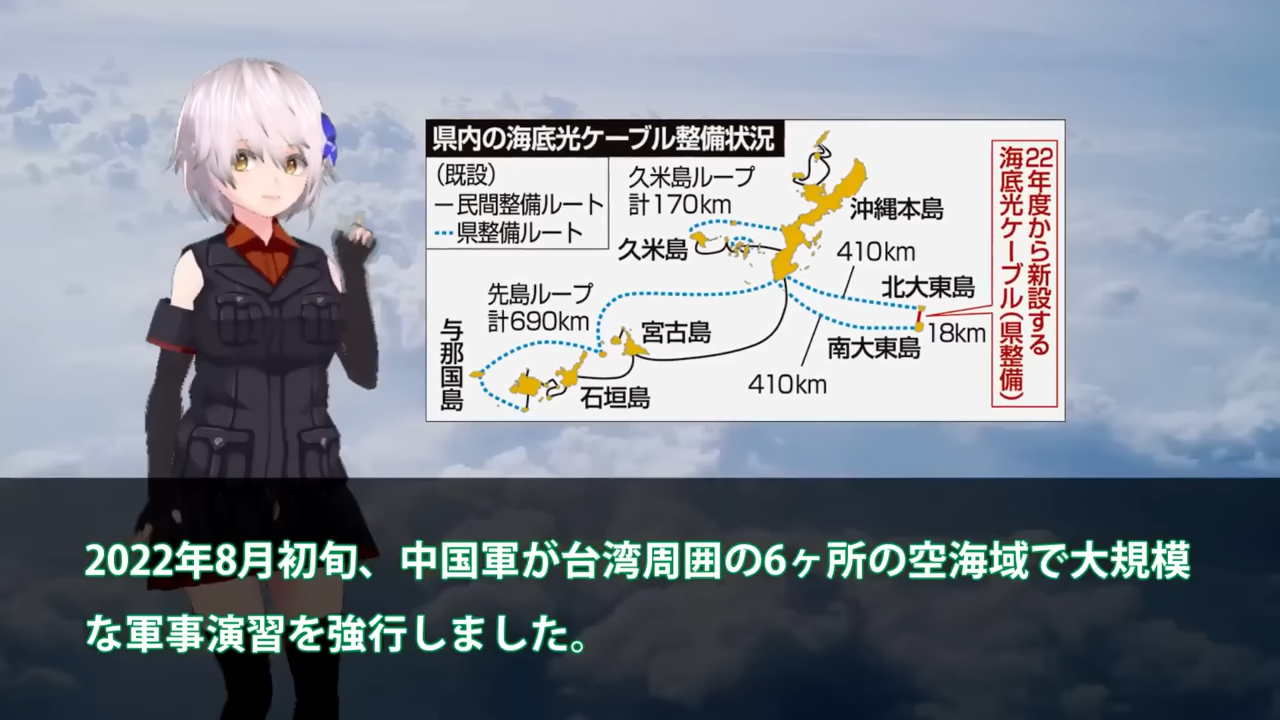 県内の海底光ケーブル整備状況
（既設）
─民間整備ルート
…県整備ルート
久米島ループ
計170km
久米島
沖縄本島
410km
北大東島
18km
南大東島
410km
先島ループ
計690km
宮古島
与那国島
石垣島
22年度から新設する
海底光ケーブル（県整備）
2022年8月初旬、中国軍が台湾周囲の6ヶ所の空海域で大規模
な軍事演習を強行しました。